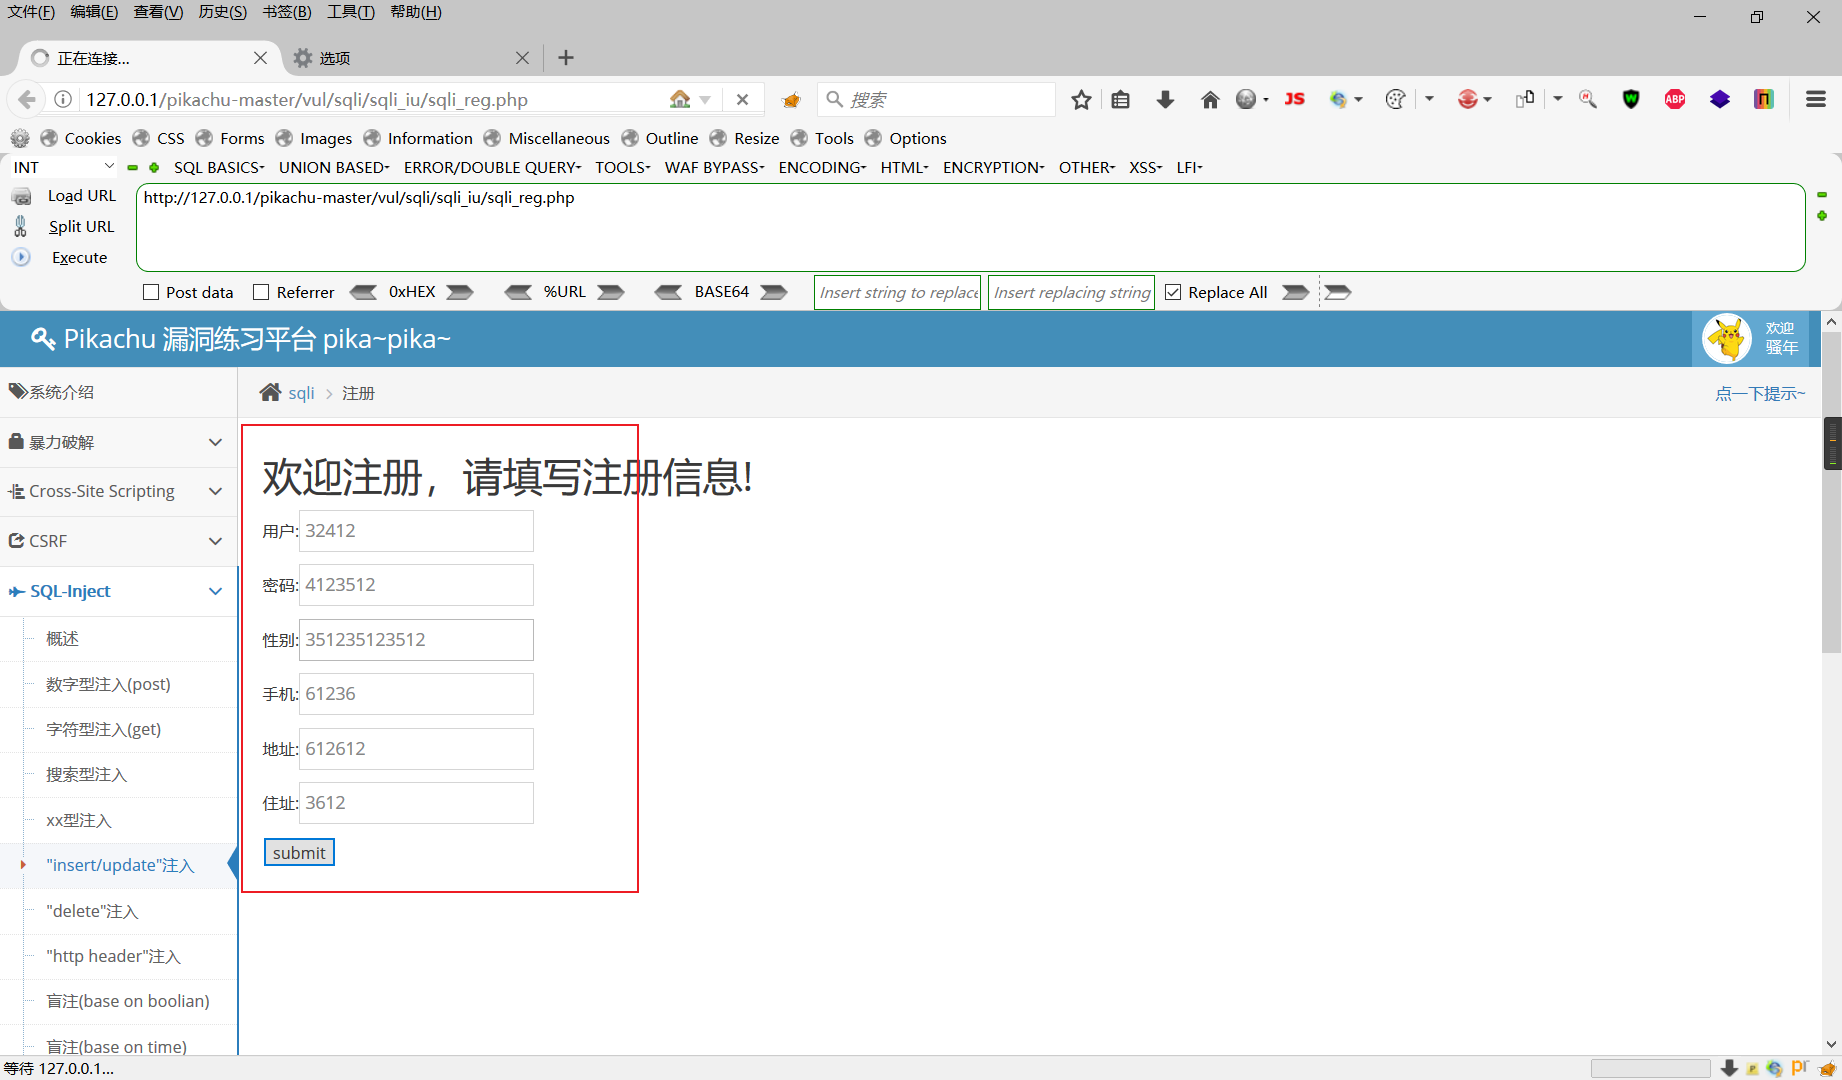 文件(F) 编辑(E) 查看(V) 历史(S) 书签(B) 工具(T) 帮助(H)
正在连接... 选项
127.0.0.1/pikachu-master/vul/sqli/sqli_iu/sqli_reg.php 搜索 JS ABP
Cookies CSS Forms Images Information Miscellaneous Outline Resize Tools Options
INT SQL BASICS UNION BASED ERROR/DOUBLE QUERY TOOLS WAF BYPASS ENCODING HTML ENCRYPTION OTHER XSS LFI
Load URL http://127.0.0.1/pikachu-master/vul/sqli/sqli_iu/sqli_reg.php
Split URL
Execute
Post data Referrer 0xHEX %URL BASE64 Insert string to replace Insert replacing string Replace All
Pikachu 漏洞练习平台 pika~pika~ 欢迎
骚年
系统介绍 sqli > 注册 点一下提示~
暴力破解
Cross-Site Scripting
CSRF
SQL-Inject
概述
数字型注入(post)
字符型注入(get)
搜索型注入
xx型注入
"insert/update"注入
"delete"注入
"http header"注入
盲注(base on boolian)
盲注(base on time)
欢迎注册，请填写注册信息!
用户: 32412
密码: 4123512
性别: 351235123512
手机: 61236
地址: 612612
住址: 3612
submit
等待 127.0.0.1... pr